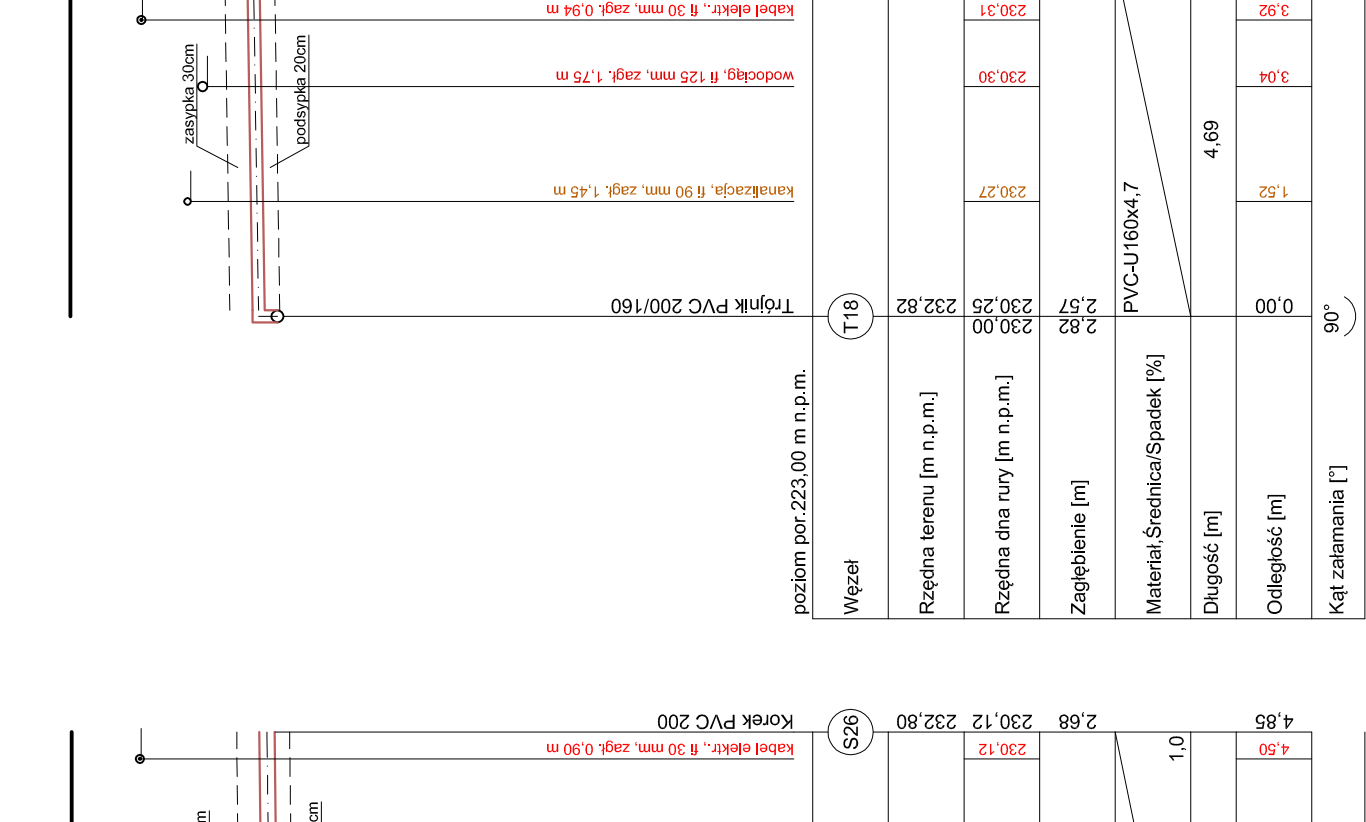 kabel elektr., fi 30 mm, zagł. 0,94 m
230,31
3,92
zasypka 30cm
podsypka 20cm
wodociąg, fi 125 mm, zagł. 1,75 m
230,30
3,04
4,69
kanalizacja, fi 90 mm, zagł. 1,45 m
230,27
1,52
PVC-U160x4,7
Trójnik PVC 200/160
T18
232,82
230,25
230,00
2,57
2,82
0,00
90°
poziom por.223,00 m n.p.m.
Węzeł
Rzędna terenu [m n.p.m.]
Rzędna dna rury [m n.p.m.]
Zagłębienie [m]
Materiał,Średnica/Spadek [%]
Długość [m]
Odległość [m]
Kąt załamania [°]
Korek PVC 200
S26
232,80
230,12
2,68
4,85
kabel elektr., fi 30 mm, zagł. 0,90 m
230,12
1,0
4,50
m
cm